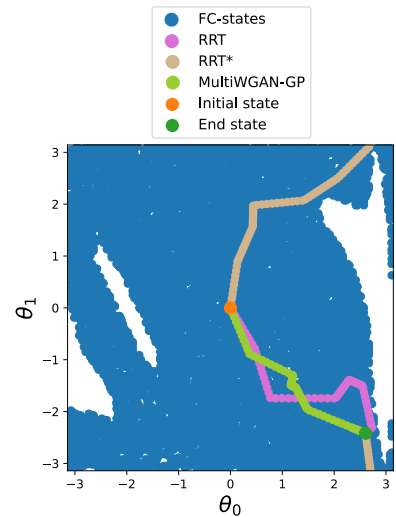 FC-states
RRT
RRT*
MultiWGAN-GP
Initial state
End state
3
2
1
0
−1
−2
−3
θ1
−3 −2 −1 0 1 2 3
θ0